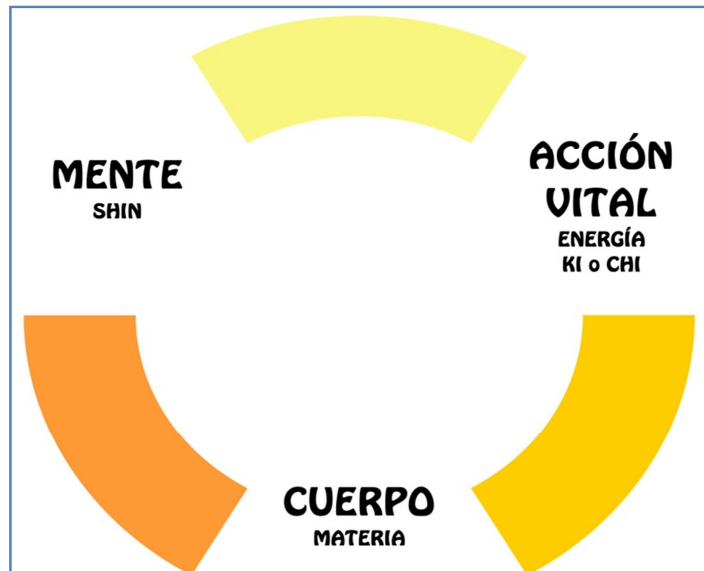 MENTE
SHIN
ACCIÓN
VITAL
ENERGÍA
KI o CHI
CUERPO
MATERIA